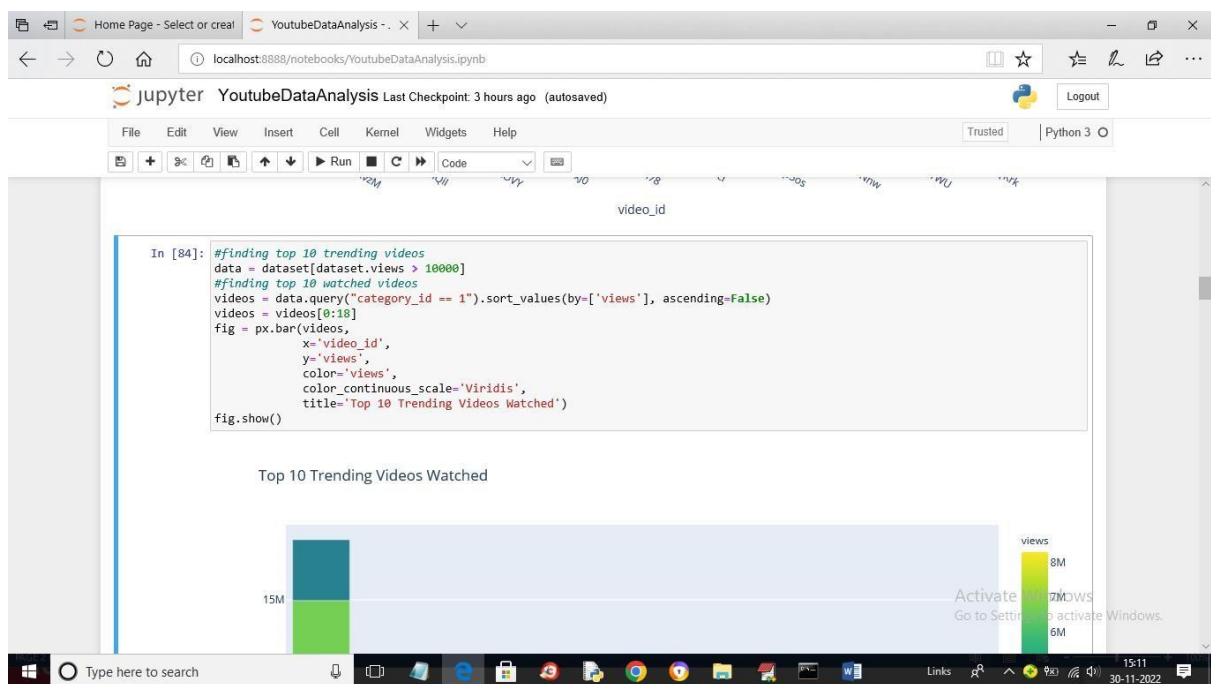 Home Page - Select or creat
YoutubeDataAnalysis - .
localhost:8888/notebooks/YoutubeDataAnalysis.ipynb
jupyter YoutubeDataAnalysis Last Checkpoint: 3 hours ago (autosaved)
Logout
File Edit View Insert Cell Kernel Widgets Help
Trusted
Python 3
Run
Code
video_id
In [84]: #finding top 10 trending videos
data = dataset[dataset.views > 10000]
#finding top 10 watched videos
videos = data.query("category_id == 1").sort_values(by=['views'], ascending=False)
videos = videos[0:18]
fig = px.bar(videos,
x='video_id',
y='views',
color='views',
color_continuous_scale='Viridis',
title='Top 10 Trending Videos Watched')
fig.show()
Top 10 Trending Videos Watched
views
8M
15M
7M
6M
Activate Windows
Go to Settings to activate Windows.
Type here to search
Links
15:11
30-11-2022